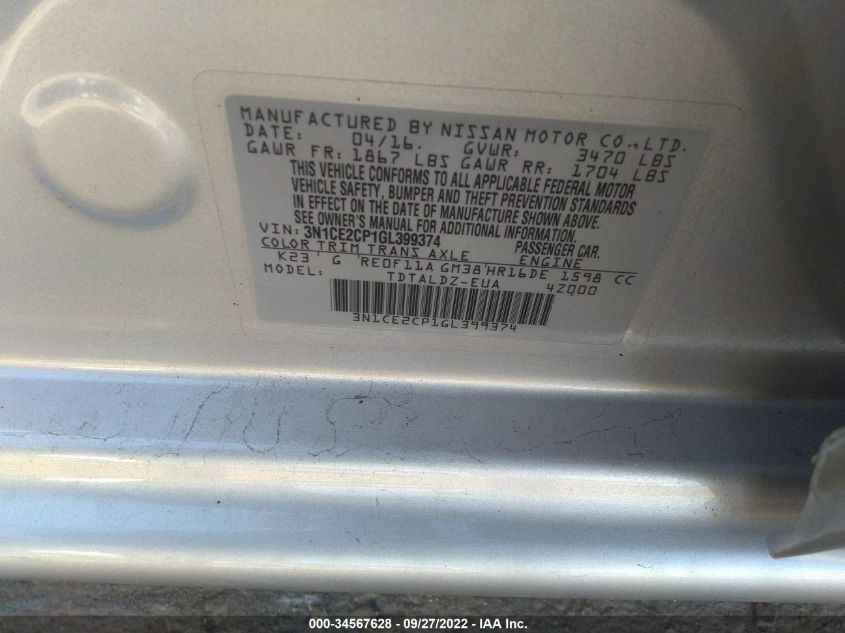 MANUFACTURED BY NISSAN MOTOR CO.,LTD.
DATE: 04/16. GVWR: 3470 LBS
GAWR FR: 1867 LBS GAWR RR: 1704 LBS
THIS VEHICLE CONFORMS TO ALL APPLICABLE FEDERAL MOTOR
VEHICLE SAFETY, BUMPER AND THEFT PREVENTION STANDARDS
IN EFFECT ON THE DATE OF MANUFACTURE SHOWN ABOVE.
SEE OWNER'S MANUAL FOR ADDITIONAL INFORMATION.
VIN: 3N1CE2CP1GL399374 PASSENGER CAR.
COLOR TRIM TRANS AXLE ENGINE
K23 G RE0F11A GM38 HR16DE 1598 CC
MODEL: TDTALDZ-EUA 4Z000
3N1CE2CP1GL399374
000-34567628 - 09/27/2022 - IAA Inc.